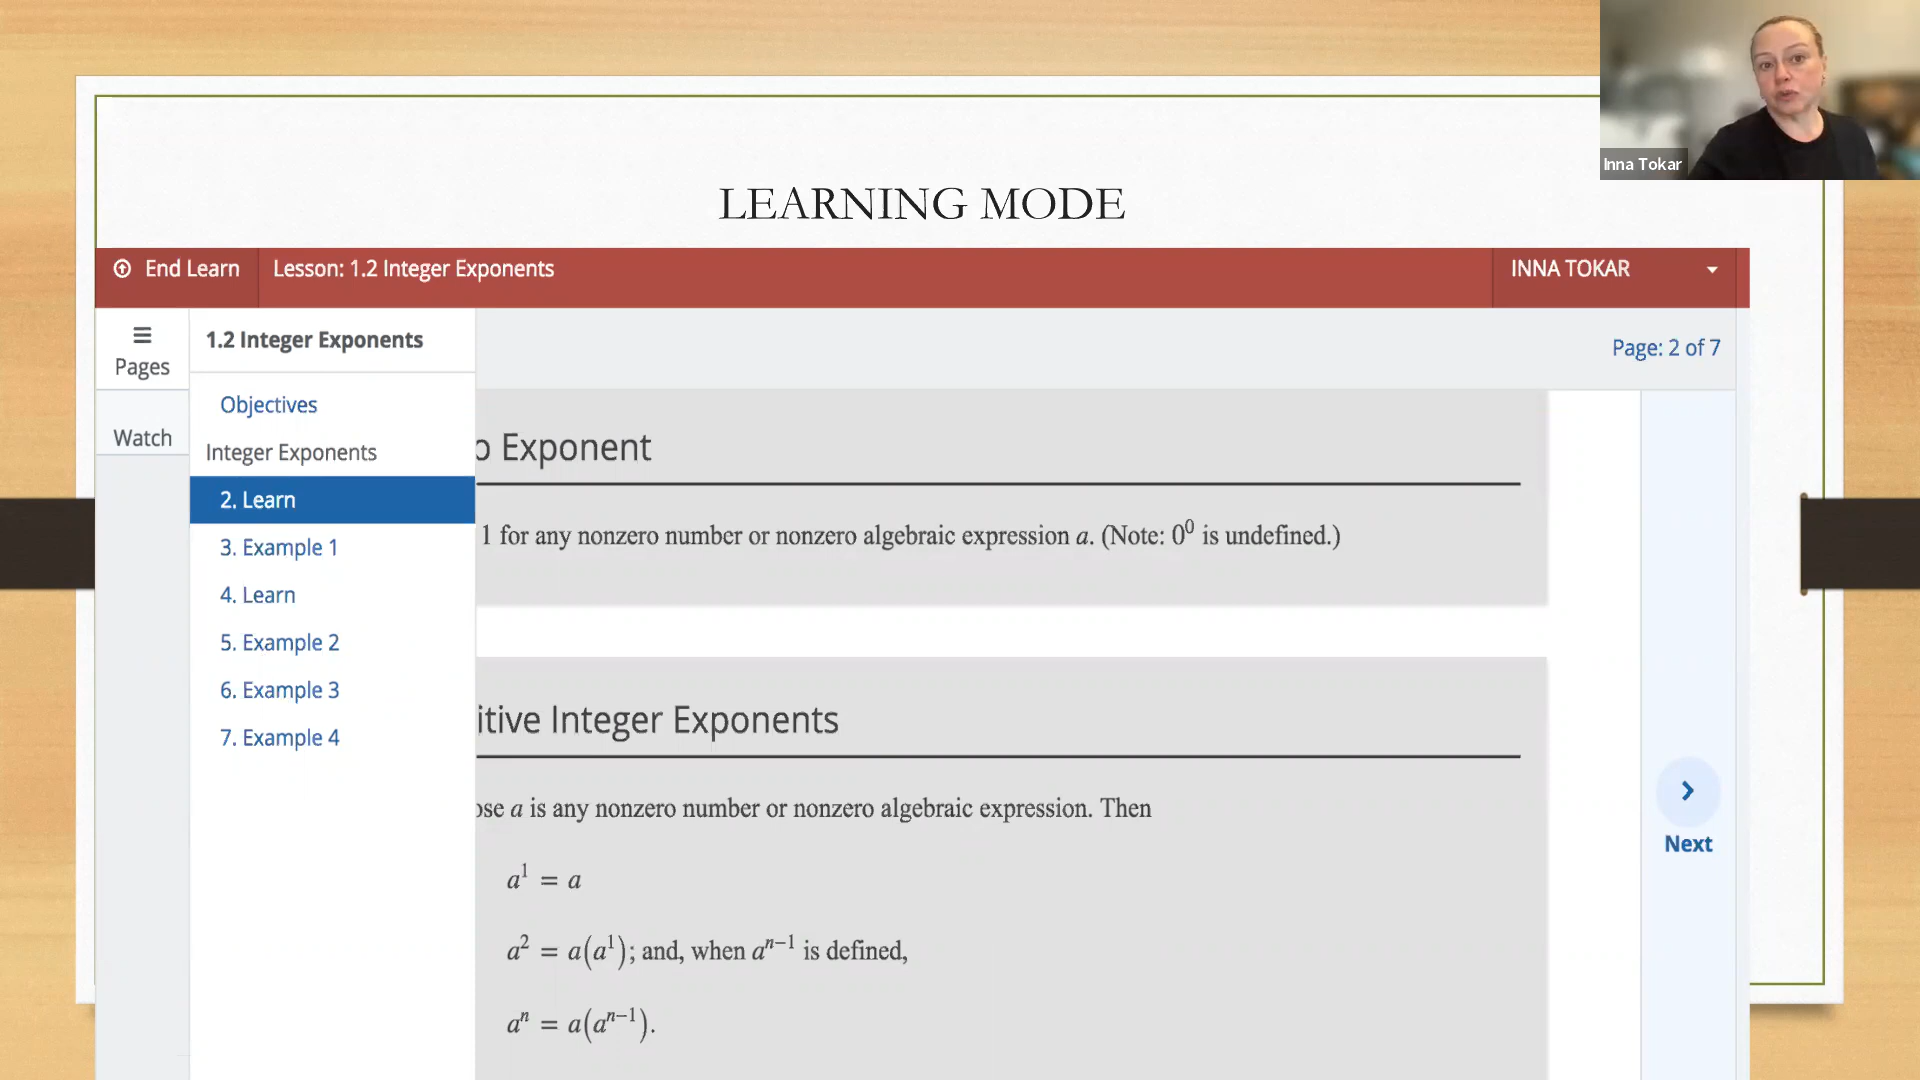 Inna Tokar
LEARNING MODE
End Learn
Lesson: 1.2 Integer Exponents
INNA TOKAR
Pages
Watch
1.2 Integer Exponents
Objectives
Integer Exponents
2. Learn
3. Example 1
4. Learn
5. Example 2
6. Example 3
7. Example 4
Page: 2 of 7
o Exponent
1 for any nonzero number or nonzero algebraic expression a. (Note: 0⁰ is undefined.)
itive Integer Exponents
ose a is any nonzero number or nonzero algebraic expression. Then
a¹ = a
a² = a(a¹); and, when aⁿ⁻¹ is defined,
aⁿ = a(aⁿ⁻¹).
Next